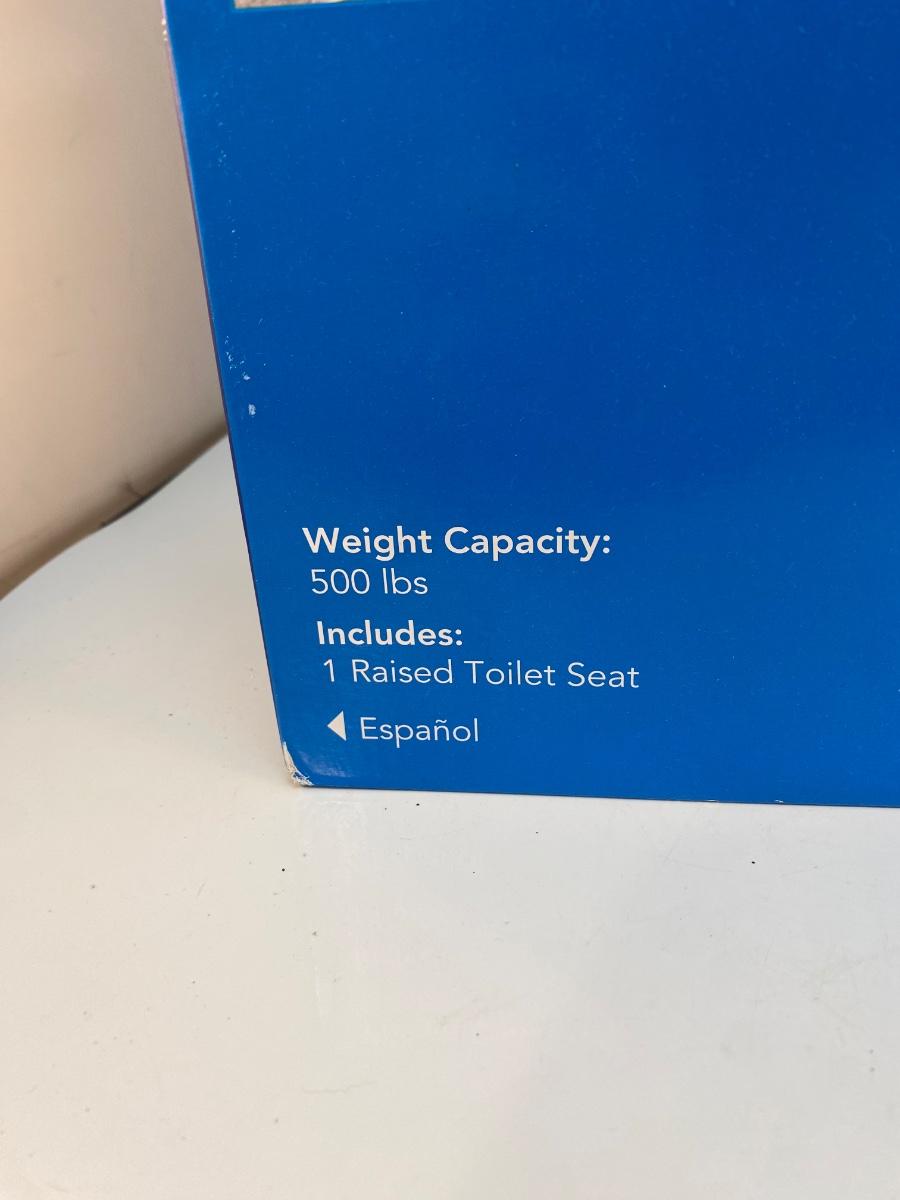 Weight Capacity:
500 lbs
Includes:
1 Raised Toilet Seat
Español